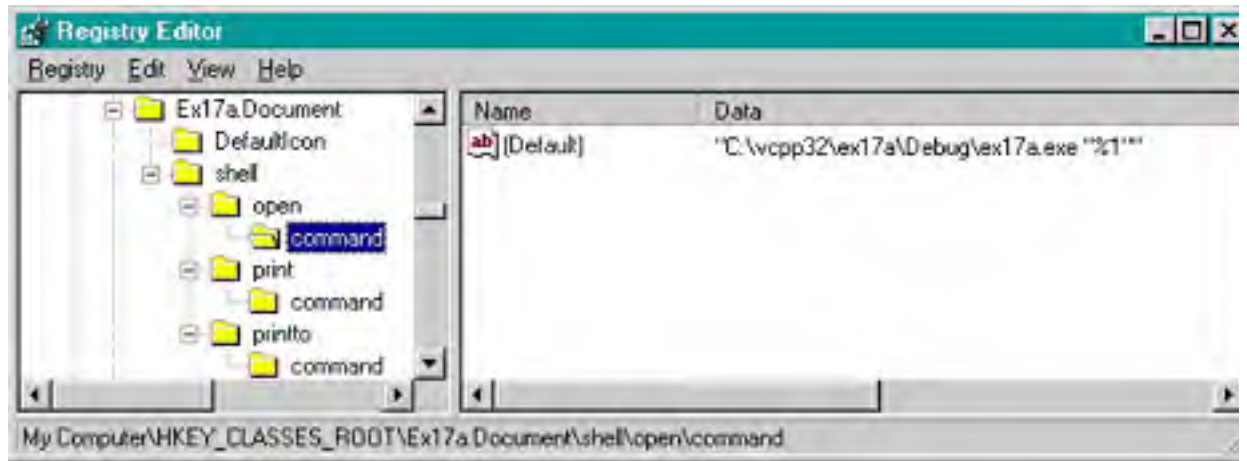 Registry Editor
Registry Edit View Help
Ex17a.Document
DefaultIcon
shell
open
command
print
command
printto
command
Name Data
ab (Default) "C:\vcpp32\ex17a\Debug\ex17a.exe "%1""
My Computer\HKEY_CLASSES_ROOT\Ex17a.Document\shell\open\command